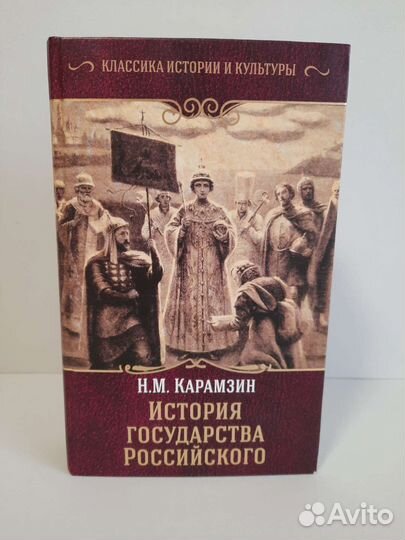 КЛАССИКА ИСТОРИИ И КУЛЬТУРЫ
Н.М. КАРАМЗИН
ИСТОРИЯ
ГОСУДАРСТВА
РОССИЙСКОГО
Avito